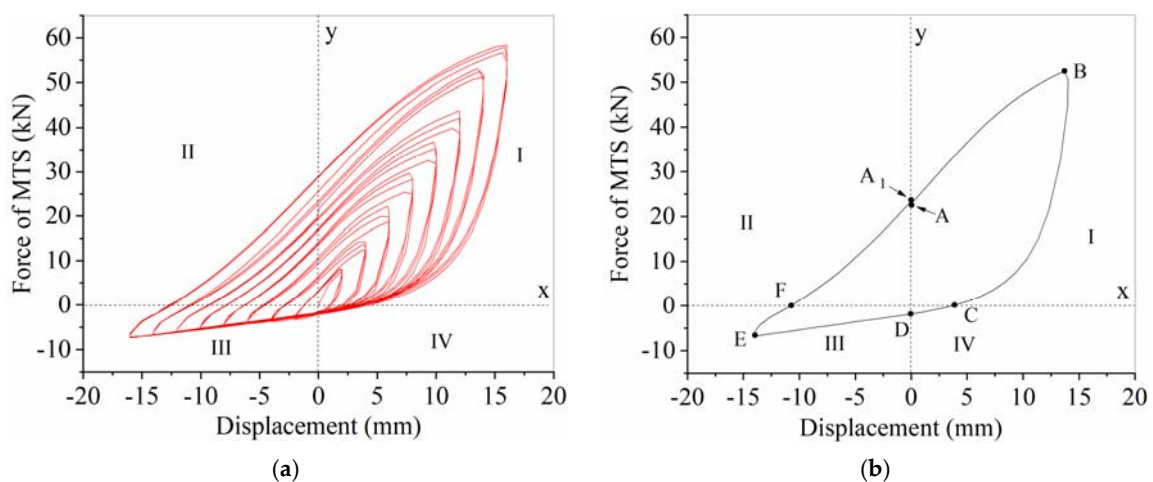 y
60
50
40
30
20
10
0
-10
Force of MTS (kN)
II
I
x
III
IV
-20 -15 -10 -5 0 5 10 15 20
Displacement (mm)
(a)
y
60
50
40
30
20
10
0
-10
Force of MTS (kN)
B
A 1
A
II
I
F
x
D
C
E
III
IV
-20 -15 -10 -5 0 5 10 15 20
Displacement (mm)
(b)